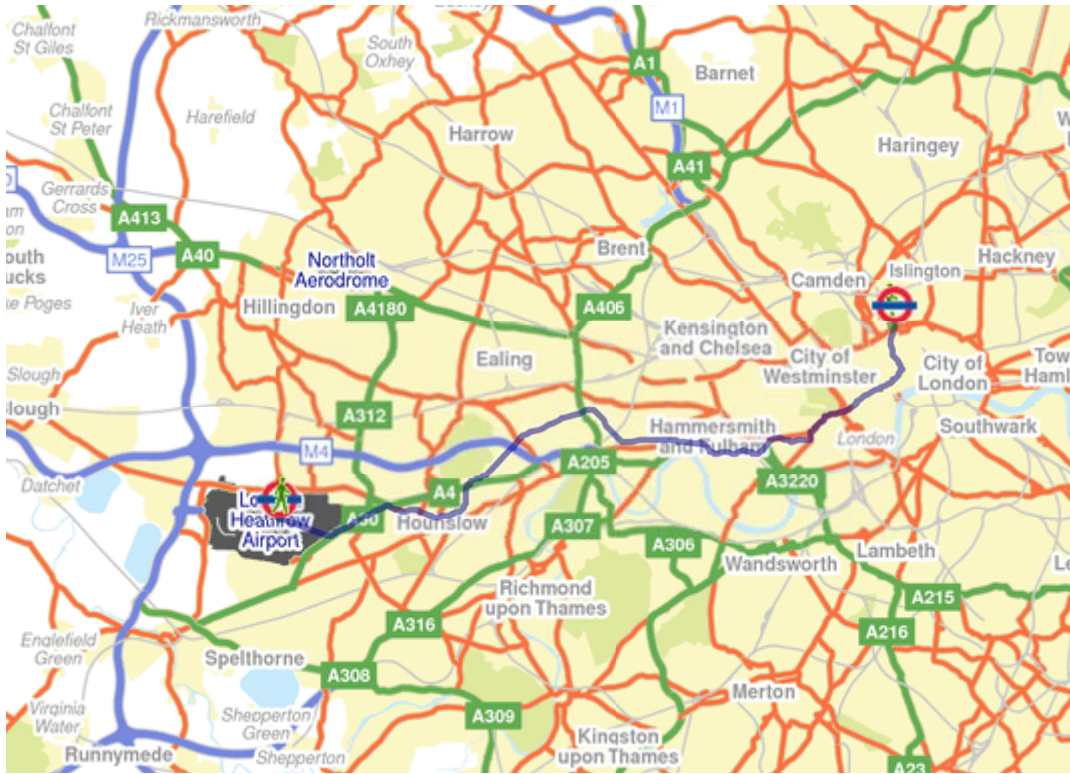 Rickmansworth
Chalfont
St Giles
South
Oxhey
A1
Barnet
M1
Chalfont
St Peter
Harefield
Harrow
Haringey
A41
Gerrards
Cross
A413
A40
M25
Northolt
Aerodrome
Brent
Islington
Hackney
Camden
Poges
Iver
Heath
Hillingdon
A4180
A406
Kensington
and Chelsea
Ealing
City of
Westminster
City of
London
Slough
A312
Hammersmith
and Fulham
Southwark
London
M4
A205
Datchet
A3220
A4
Heathrow
Airport
A30
Hounslow
A307
A306
Wandsworth
Lambeth
Richmond
upon Thames
A215
A316
A216
Englefield
Green
Spelthorne
A308
Merton
Virginia
Water
Shepperton
Green
A309
Kingston
upon Thames
Runnymede
Shepperton
A23